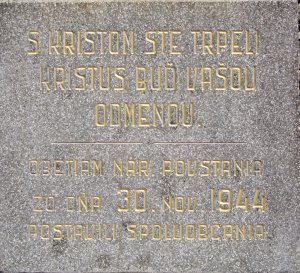 S KRISTOM STE TRPELI
KRISTUS BUĎ VAŠOU
ODMENOU.
OBETIAM NÁR. POVSTANIA
ZO DŇA 30. NOV. 1944
POSTAVILI SPOLUOBČANIA